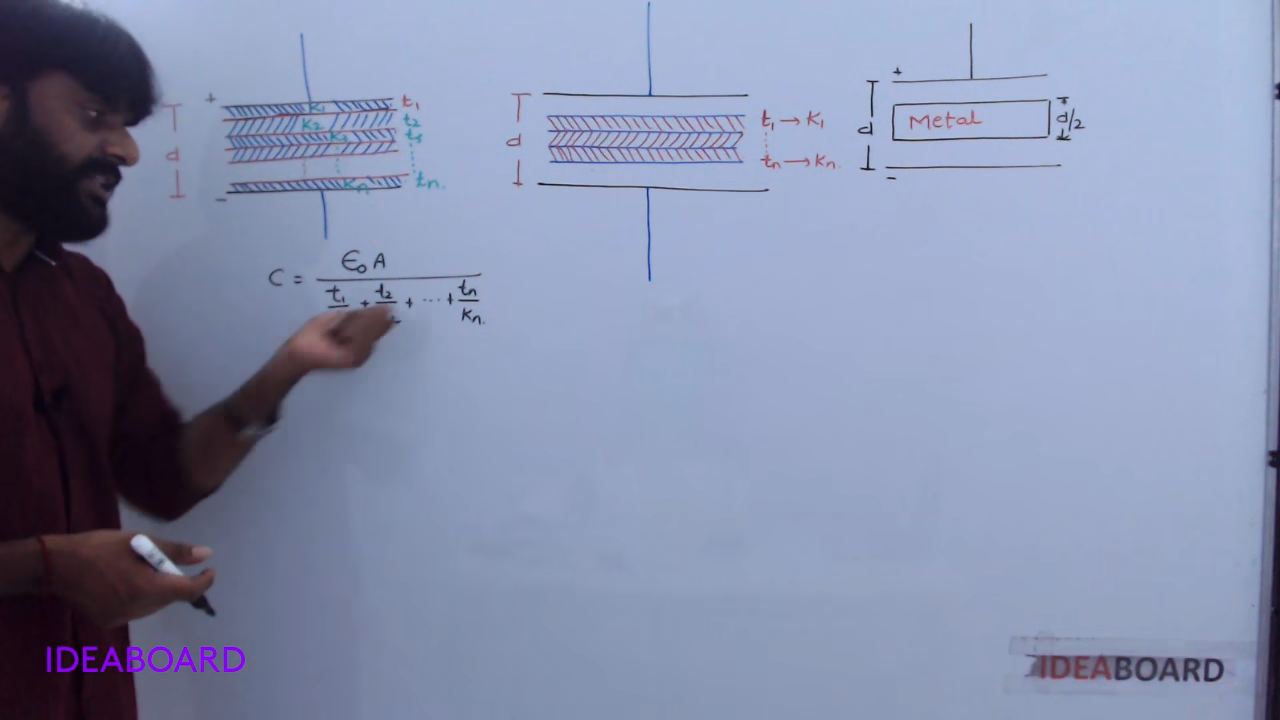 +
K1
K2
K3
Kn
t1
t2
t3
tn.
d
-
d
t1 → K1
tn → Kn.
+
d
Metal
d/2
-
C = ϵ0 A
t1 + t2 + ... + tn
Kn.
IDEABOARD
IDEABOARD